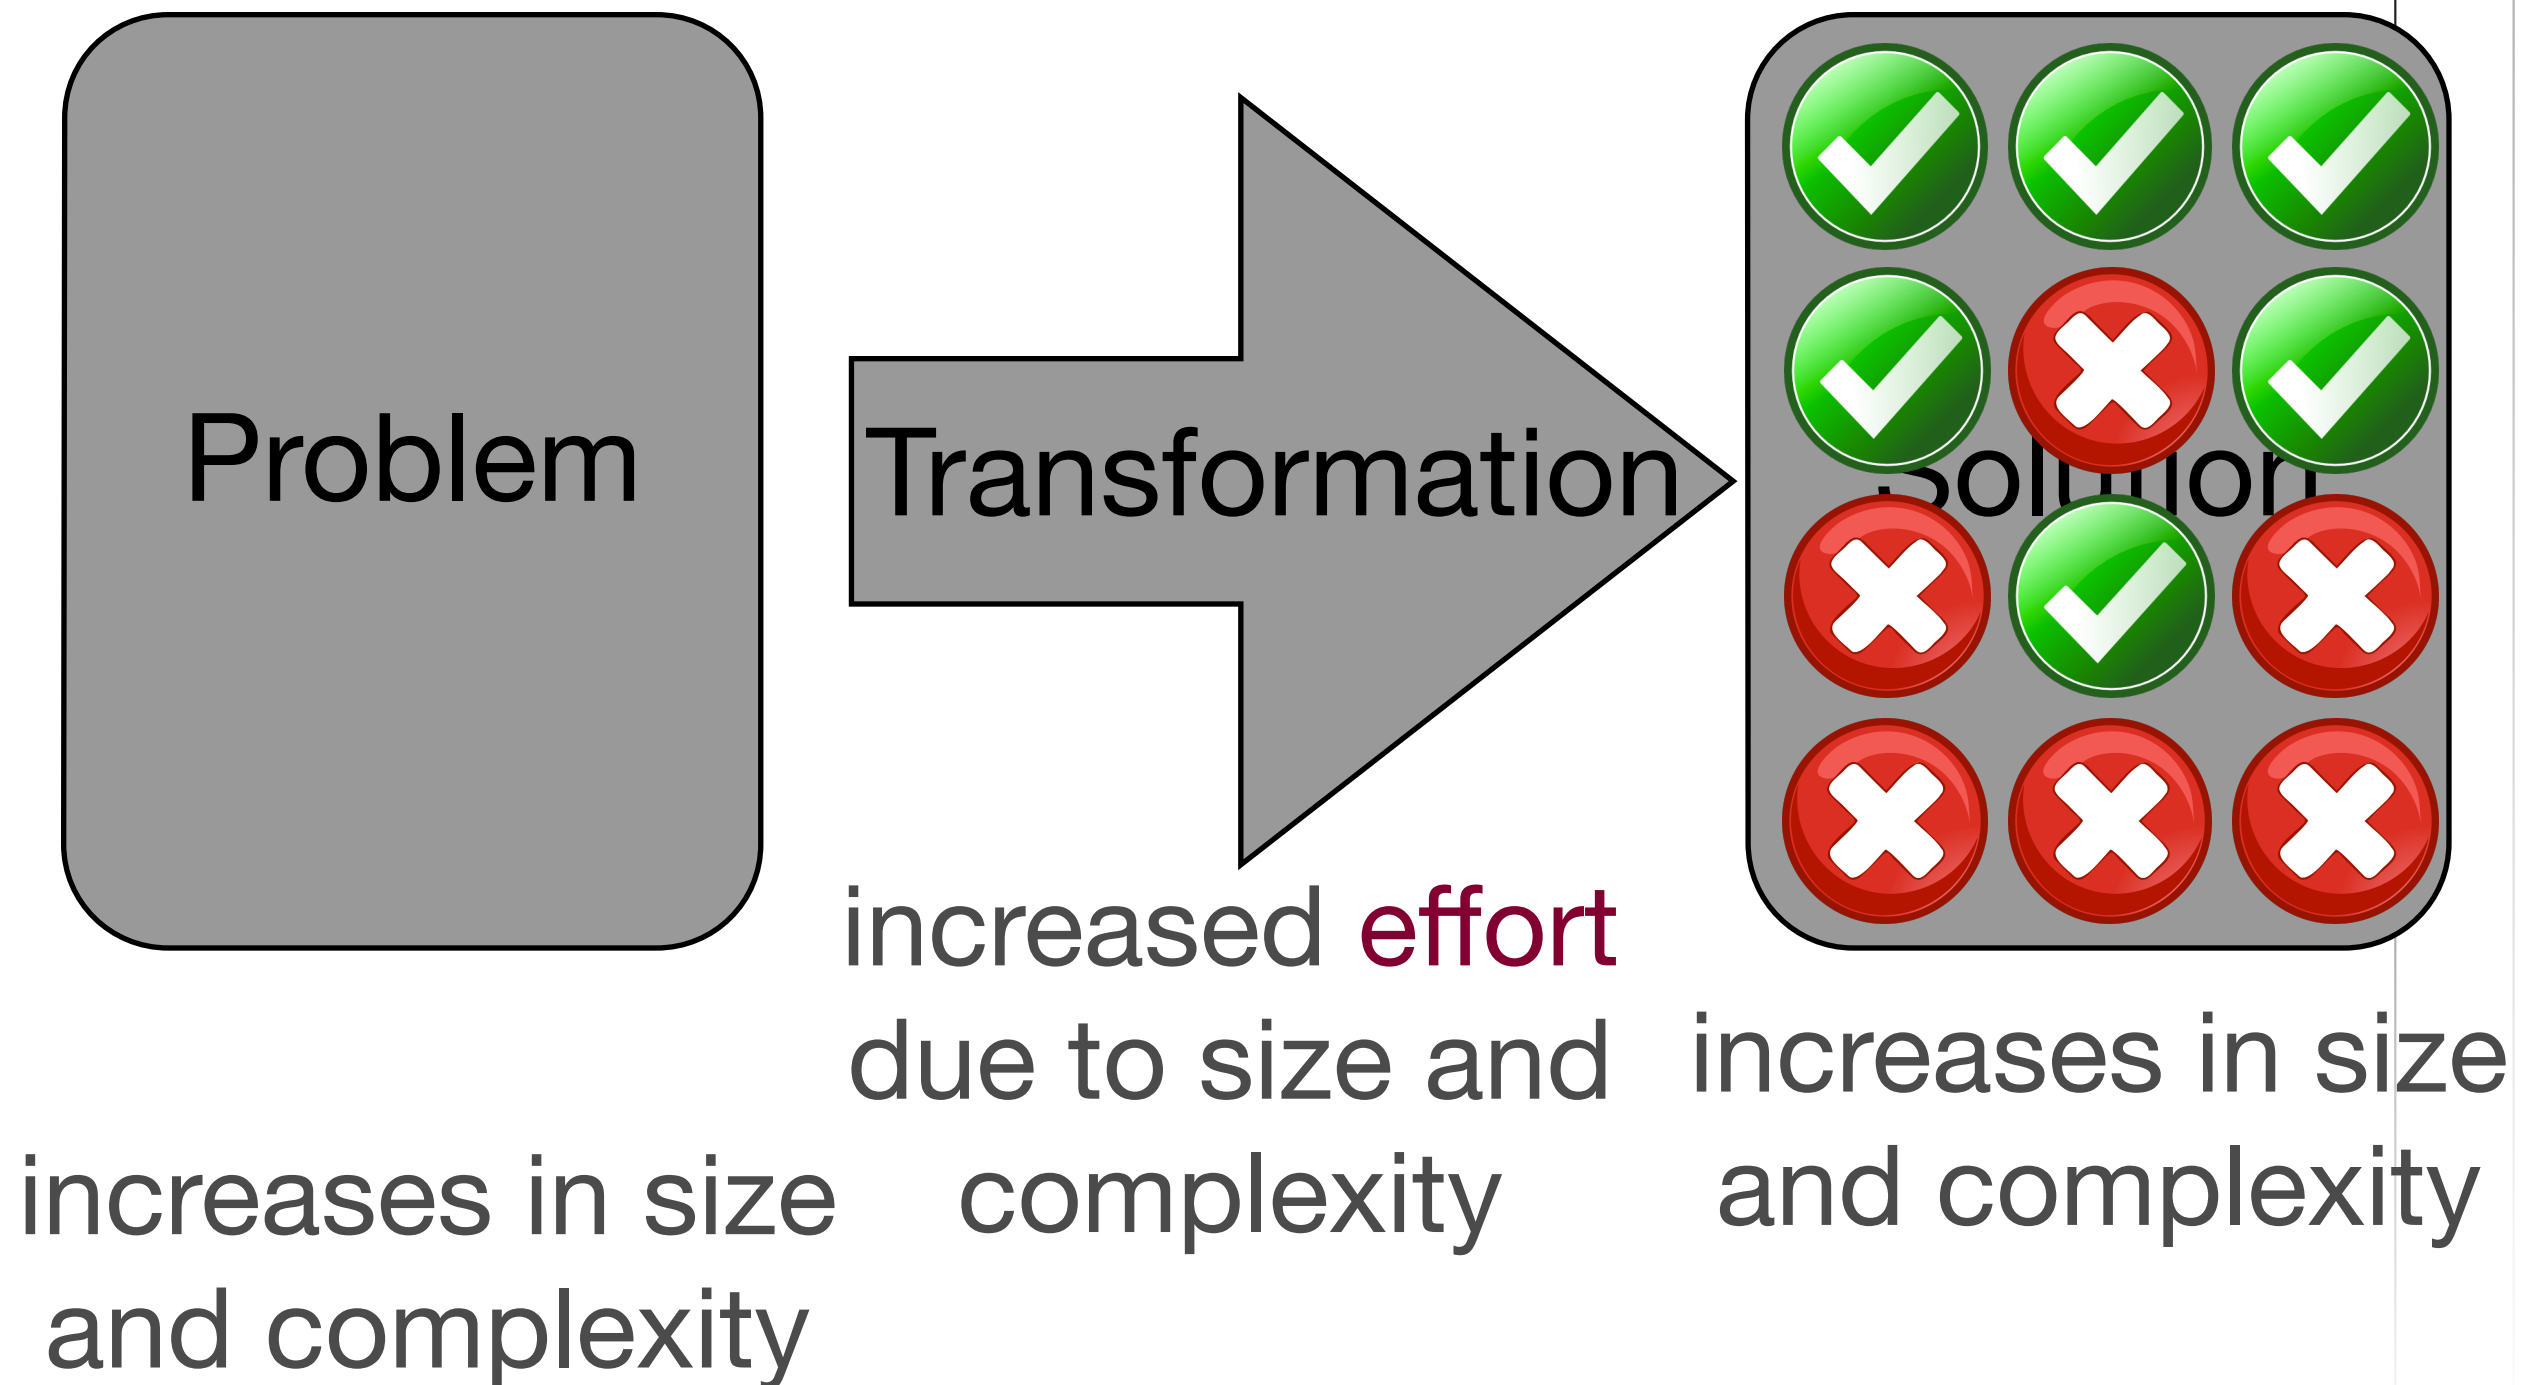 Problem
Transformation
Solution
increases in size
and complexity
increased effort
due to size and
complexity
increases in size
and complexity